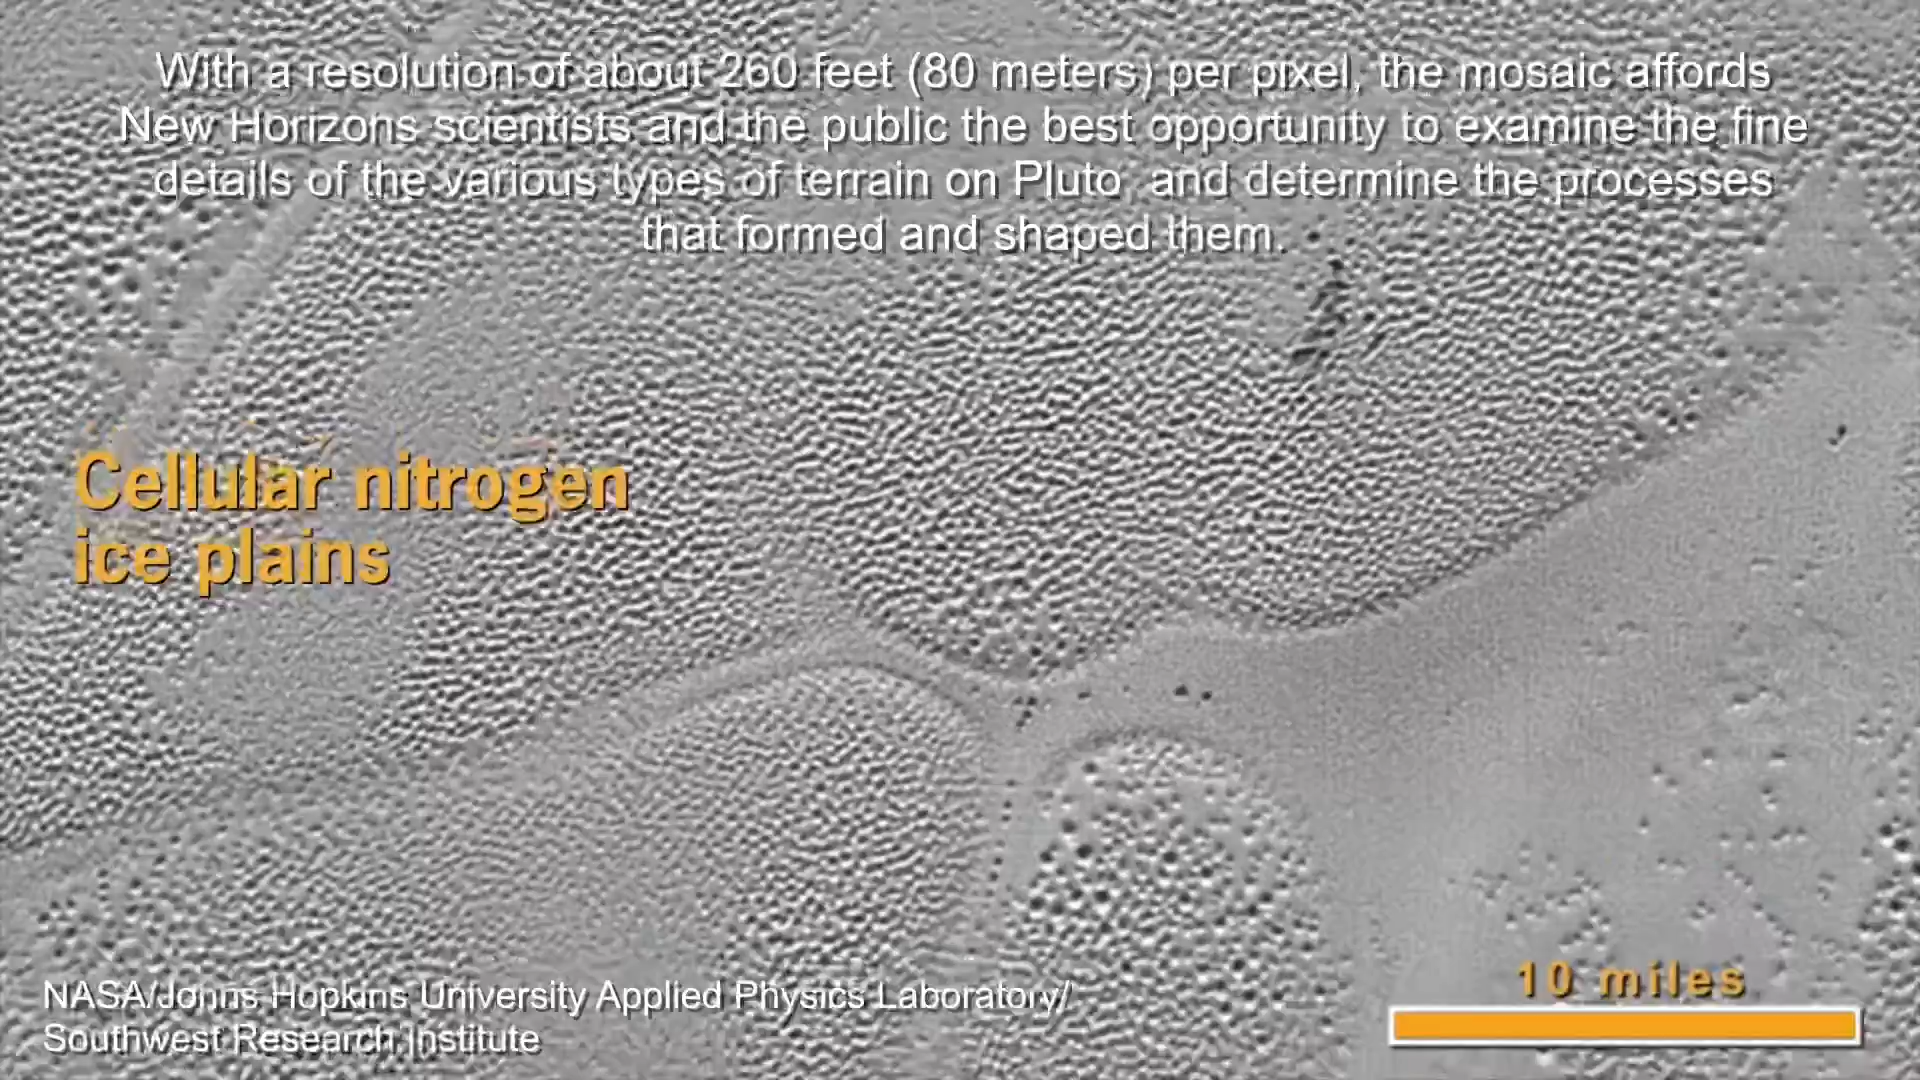 With a resolution of about 260 feet (80 meters) per pixel, the mosaic affords
New Horizons scientists and the public the best opportunity to examine the fine
details of the various types of terrain on Pluto, and determine the processes
that formed and shaped them.
Cellular nitrogen
ice plains
NASA/Johns Hopkins University Applied Physics Laboratory/
Southwest Research Institute
10 miles